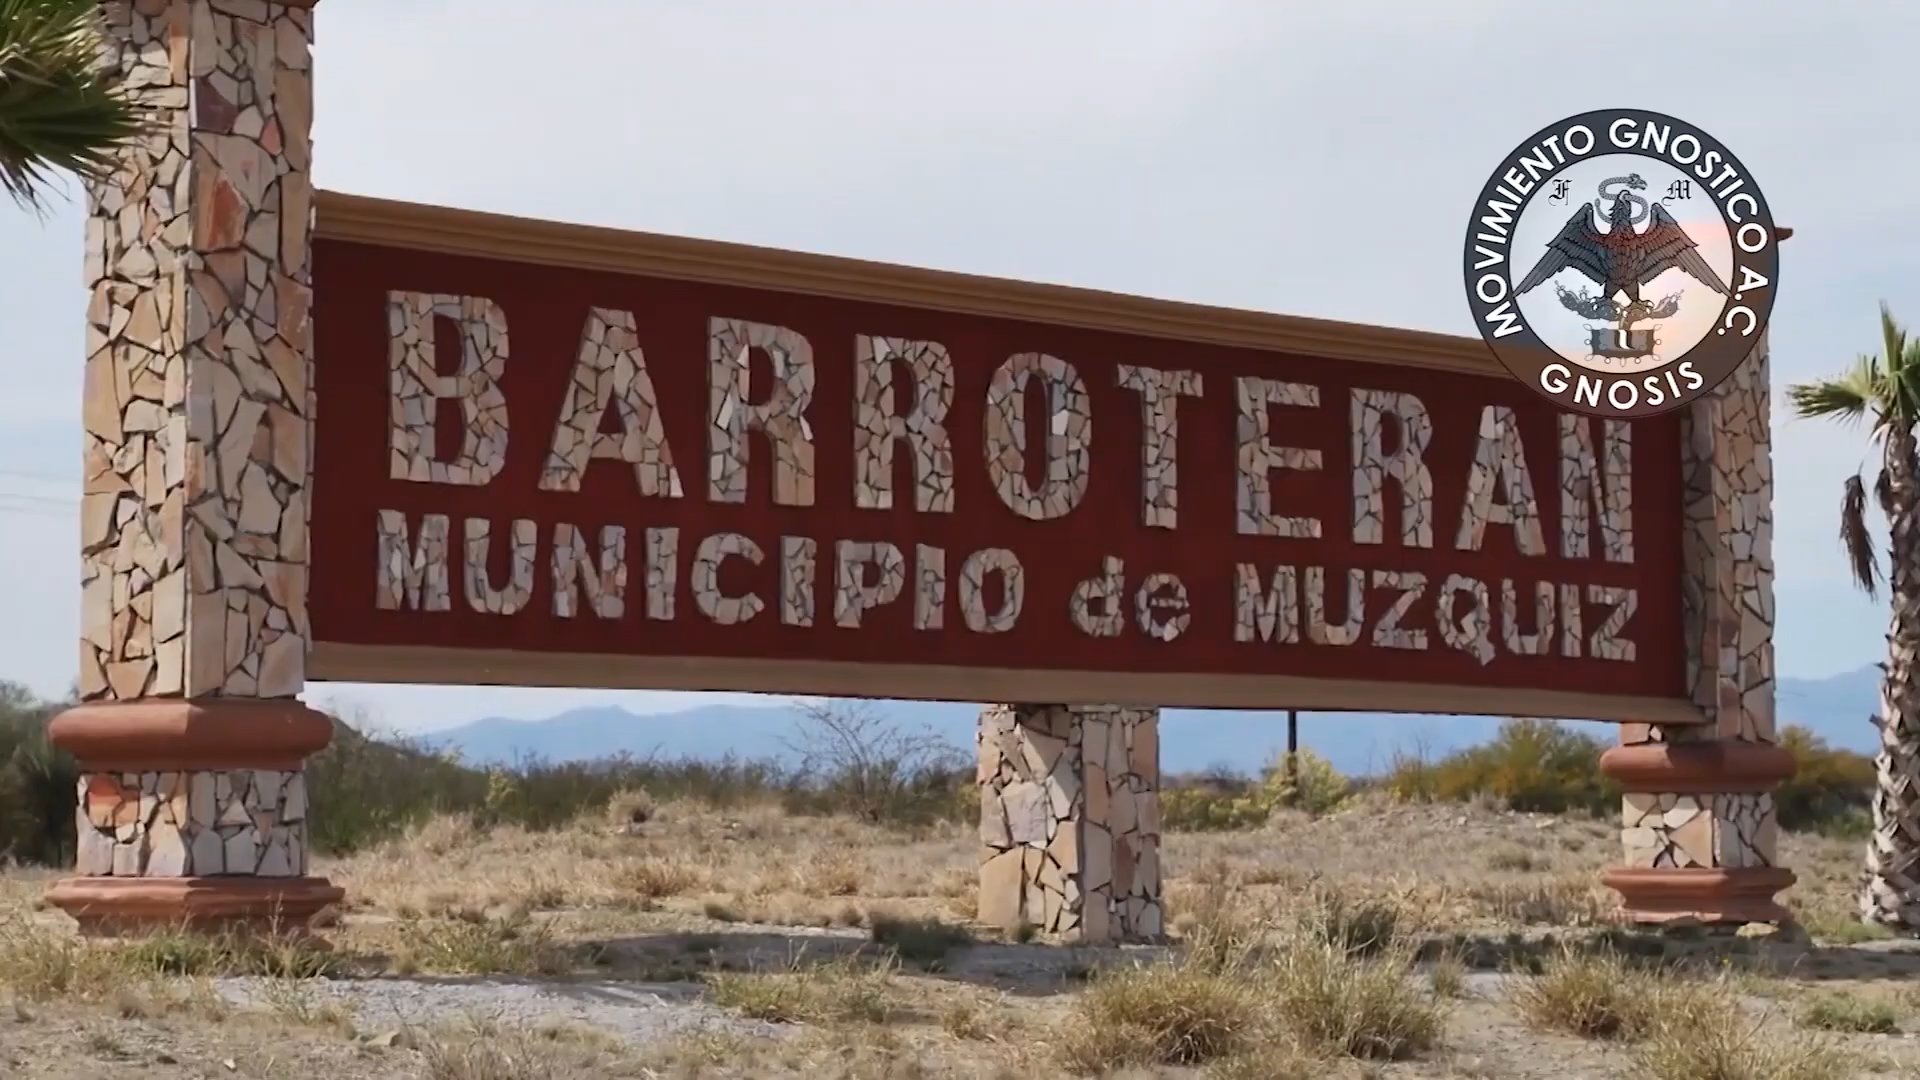 BARROTERAN
MUNICIPIO de MUZQUIZ
MOVIMIENTO GNOSTICO A.C.
F M
GNOSIS